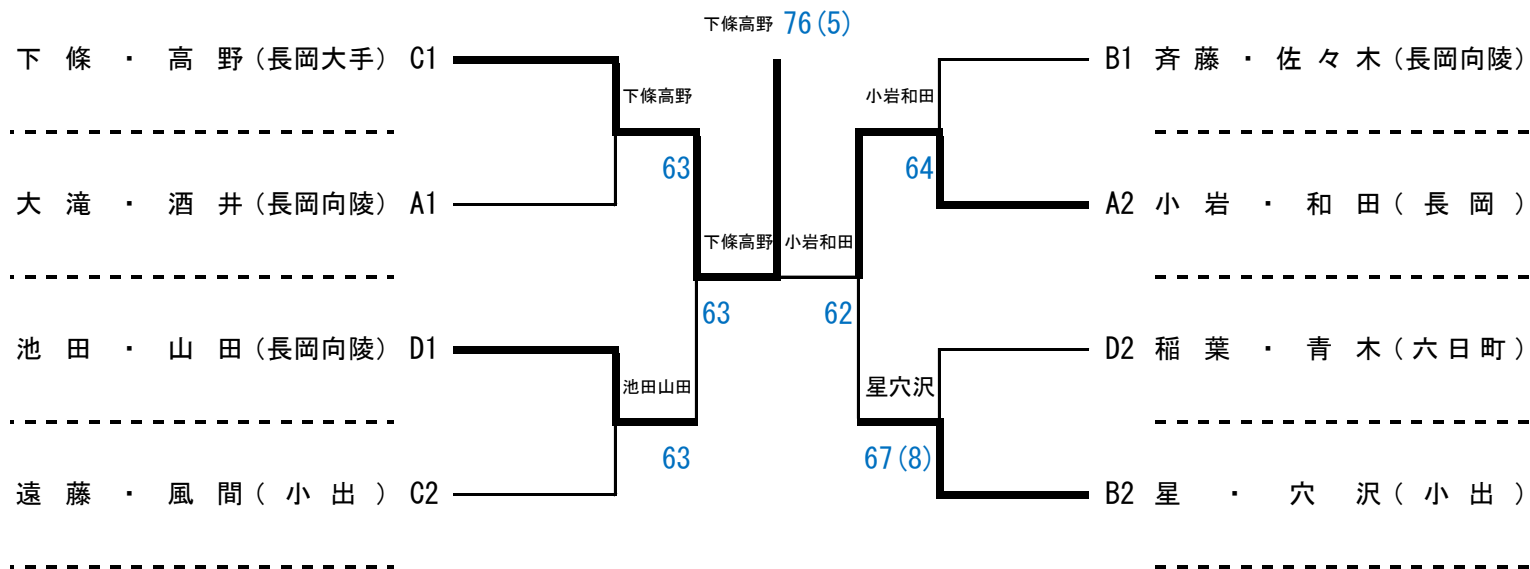 下條高野 76(5)
下條・高野(長岡大手) C1
B1 斉藤・佐々木(長岡向陵)
下條高野
小岩和田
63
64
大滝・酒井(長岡向陵) A1
A2 小岩・和田(長岡)
下條高野
小岩和田
63
62
池田・山田(長岡向陵) D1
D2 稲葉・青木(六日町)
池田山田
星穴沢
63
67(8)
遠藤・風間(小出) C2
B2 星・穴沢(小出)